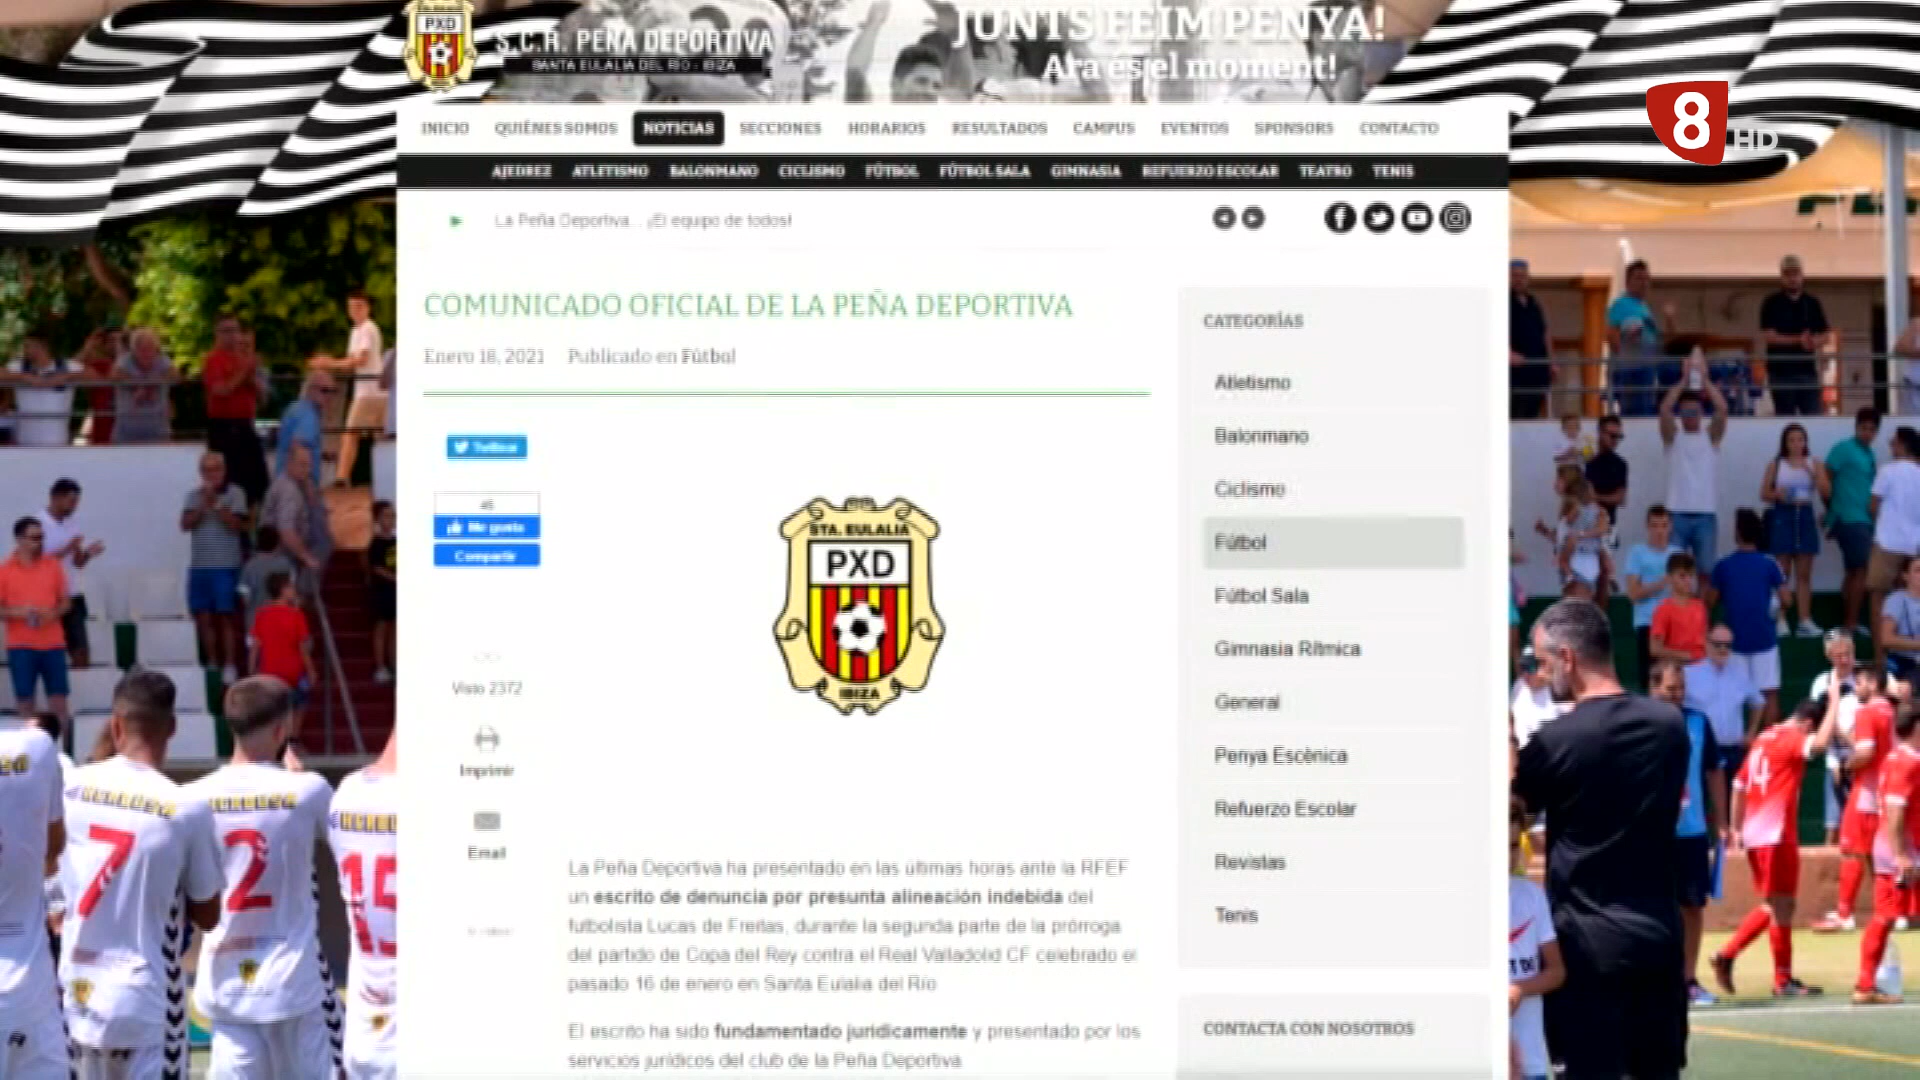 PXD
S.C.R. PEÑA DEPORTIVA
SANTA EULALIA DEL RÍO - IBIZA
JUNTS FEIM PENYA!
Ara és el moment!
8 HD
INICIO QUIÉNES SOMOS NOTICIAS SECCIONES HORARIOS RESULTADOS CAMPUS EVENTOS SPONSORS CONTACTO
AJEDREZ ATLETISMO BALONMANO CICLISMO FÚTBOL FÚTBOL SALA GIMNASIA REFUERZO ESCOLAR TEATRO TENIS
La Peña Deportiva... ¡El equipo de todos!
COMUNICADO OFICIAL DE LA PEÑA DEPORTIVA
Enero 18, 2021 Publicado en Fútbol
Twittear
Me gusta
Compartir
Visto 2372
Imprimir
Email
STA. EULALIA
PXD
IBIZA
La Peña Deportiva ha presentado en las últimas horas ante la RFEF
un escrito de denuncia por presunta alineación indebida del
futbolista Lucas de Freitas, durante la segunda parte de la prórroga
del partido de Copa del Rey contra el Real Valladolid CF celebrado el
pasado 16 de enero en Santa Eulalia del Río
El escrito ha sido fundamentado jurídicamente y presentado por los
servicios jurídicos del club de la Peña Deportiva
CATEGORÍAS
Atletismo
Balonmano
Ciclismo
Fútbol
Fútbol Sala
Gimnasia Rítmica
General
Penya Escènica
Refuerzo Escolar
Revistas
Tenis
CONTACTA CON NOSOTROS
7
2
15
14